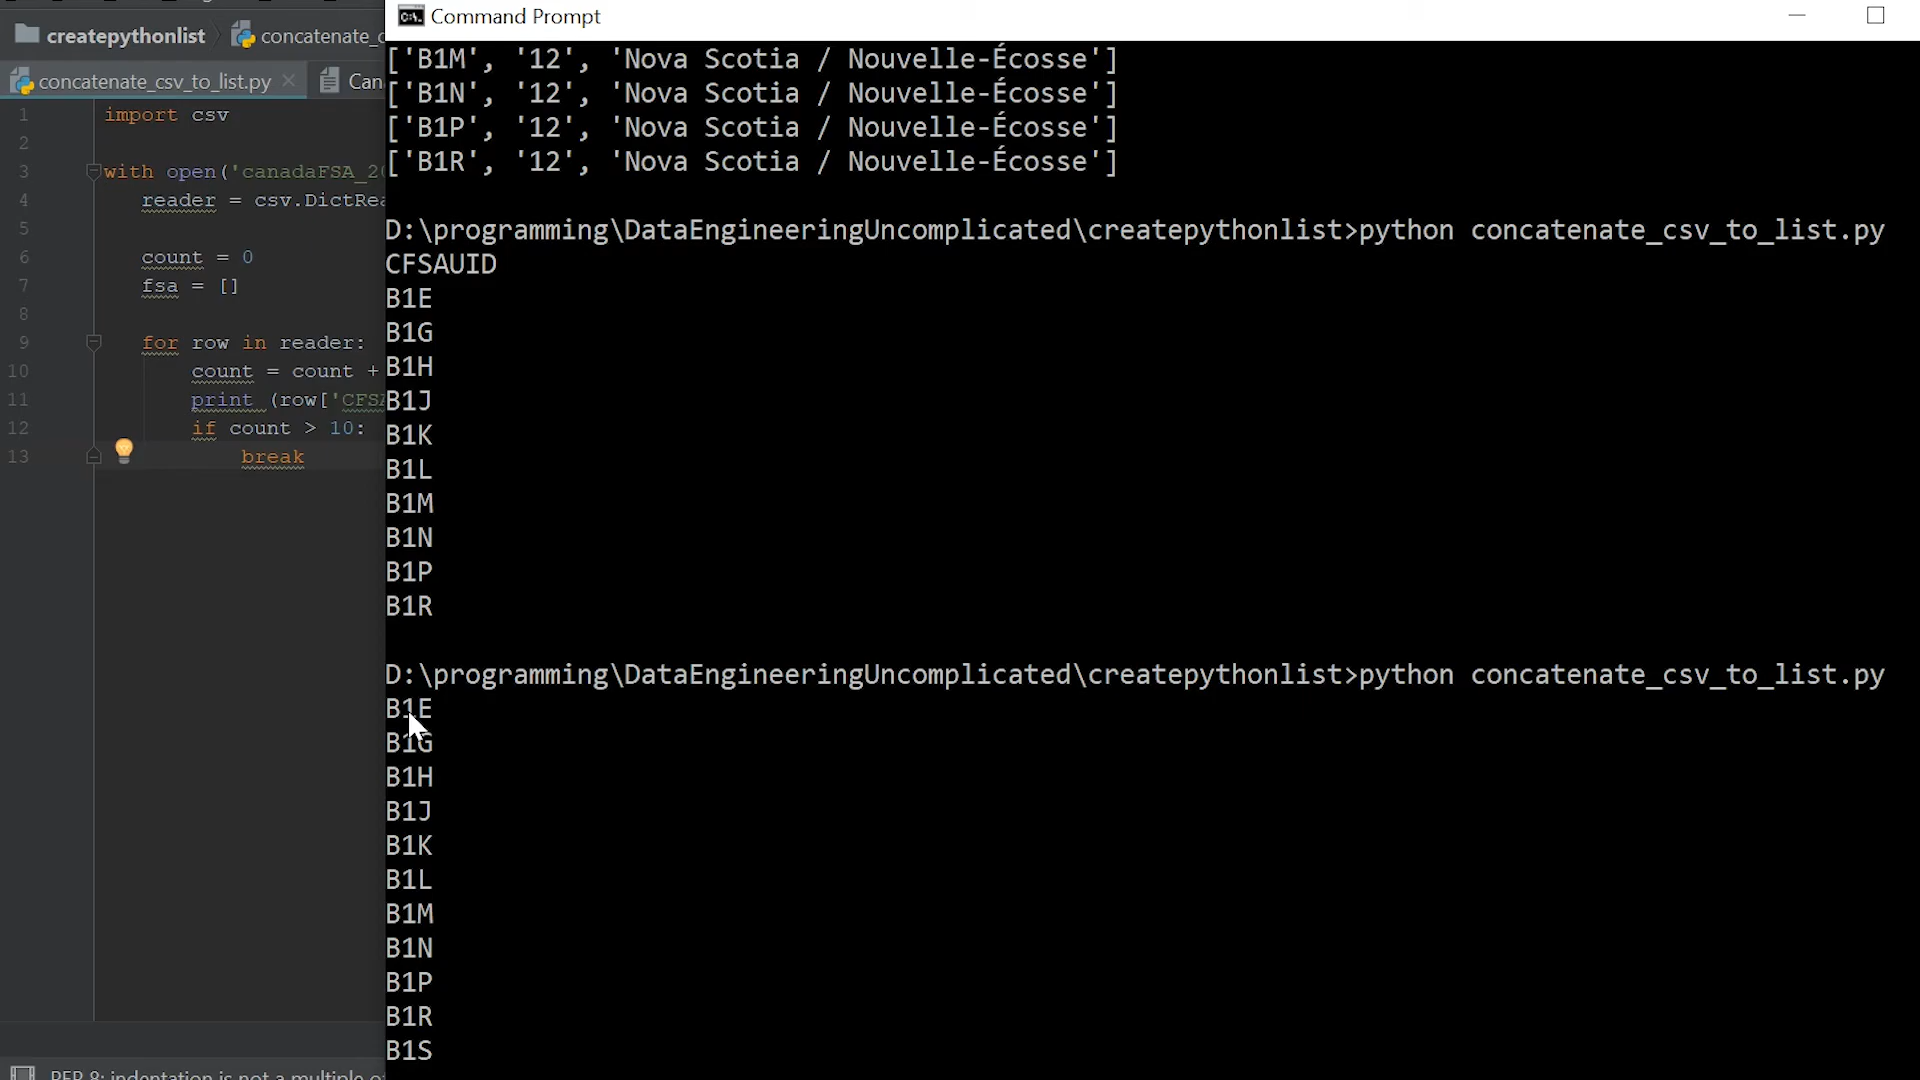 createpythonlist
concatenate_c
concatenate_csv_to_list.py
Can
1 import csv
2
3 with open('canadaFSA_20
4 reader = csv.DictRea
5
6 count = 0
7 fsa = []
8
9 for row in reader:
10 count = count +
11 print (row['CFSA
12 if count > 10:
13 break
PEP 8: indentation is not a multiple o
Command Prompt
['B1M', '12', 'Nova Scotia / Nouvelle-Écosse']
['B1N', '12', 'Nova Scotia / Nouvelle-Écosse']
['B1P', '12', 'Nova Scotia / Nouvelle-Écosse']
['B1R', '12', 'Nova Scotia / Nouvelle-Écosse']
D:\programming\DataEngineeringUncomplicated\createpythonlist>python concatenate_csv_to_list.py
CFSAUID
B1E
B1G
B1H
B1J
B1K
B1L
B1M
B1N
B1P
B1R
D:\programming\DataEngineeringUncomplicated\createpythonlist>python concatenate_csv_to_list.py
B1E
B1G
B1H
B1J
B1K
B1L
B1M
B1N
B1P
B1R
B1S